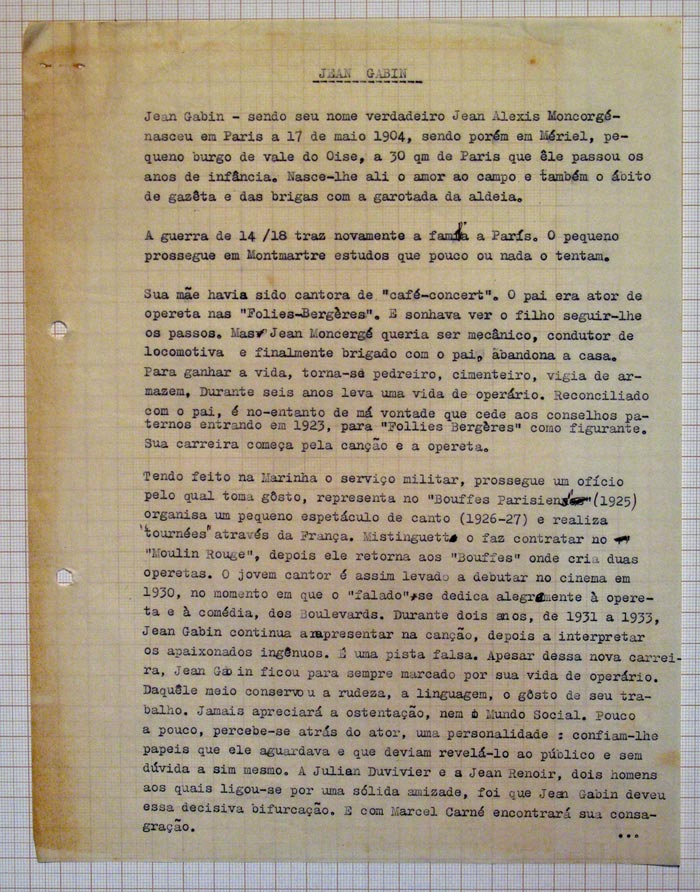 JEAN GABIN
Jean Gabin - sendo seu nome verdadeiro Jean Alexis Moncorgé-
nasceu em Paris a 17 de maio 1904, sendo porém em Mériel, pe-
queno burgo de vale do Oise, a 30 qm de Paris que êle passou os
anos de infância. Nasce-lhe ali o amor ao campo e também o ábito
de gazêta e das brigas com a garotada da aldeia.
A guerra de 14 /18 traz novamente a a París. O pequeno
prossegue em Montmartre estudos que pouco ou nada o tentam.
Sua mãe havia sido cantora de "café-concert". O pai era ator de
opereta nas "Folies-Bergères". E sonhava ver o filho seguir-lhe
os passos. Mas Jean Moncergé queria ser mecânico, condutor de
locomotiva e finalmente brigado com o pai, abandona a casa.
Para ganhar a vida, torna-se pedreiro, cimenteiro, vigia de ar-
mazem. Durante seis anos leva uma vida de operário. Reconciliado
com o pai, é no-entanto de má vontade que cede aos conselhos pa-
ternos entrando em 1923, para "Follies Bergères" como figurante.
Sua carreira começa pela canção e a opereta.
Tendo feito na Marinha o serviço militar, prossegue um ofício
pelo qual toma gôsto, representa no "Bouffes Parisiens" (1925)
organisa um pequeno espetáculo de canto (1926-27) e realiza
"tournées" através da França. Mistinguett o faz contratar no
"Moulin Rouge", depois ele retorna aos "Bouffes" onde cria duas
operetas. O jovem cantor é assim levado a debutar no cinema em
1930, no momento em que o "falado" se dedica alegremente à opere-
ta e à comédia, dos Boulevards. Durante dois anos, de 1931 a 1933,
Jean Gabin continua a apresentar na canção, depois a interpretar
os apaixonados ingênuos. É uma pista falsa. Apesar dessa nova carrei-
ra, Jean Gabin ficou para sempre marcado por sua vida de operário.
Daquêle meio conservou a rudeza, a linguagem, o gôsto de seu tra-
balho. Jamais apreciará a ostentação, nem o Mundo Social. Pouco
a pouco, percebe-se atrás do ator, uma personalidade : confiam-lhe
papeis que ele aguardava e que deviam revelá-lo ao público e sem
dúvida a sim mesmo. A Julian Duvivier e a Jean Renoir, dois homens
aos quais ligou-se por uma sólida amizade, foi que Jean Gabin deveu
essa decisiva bifurcação. E com Marcel Carné encontrará sua consa-
gração.
...